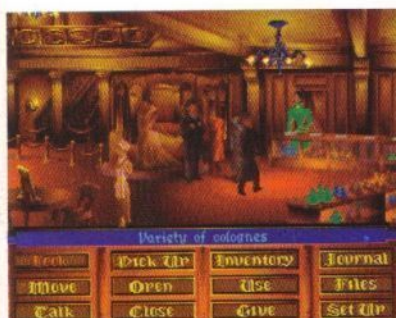 Variety of colognes
Look Pick Up Inventory Journal
Move Open Use Files
Talk Close Give Set Up